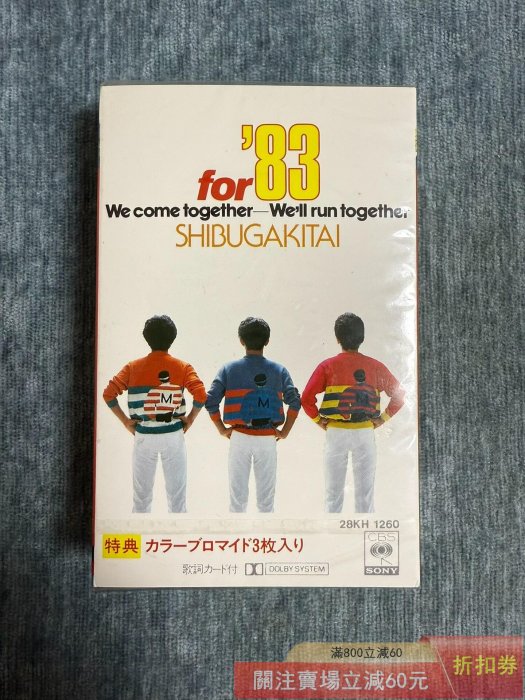 for '83
We come together—We'll run together
SHIBUGAKITAI
M
M
M
28KH 1260
特典 カラーブロマイド3枚入り
歌詞カード付 DOLBY SYSTEM
CBS
SONY
滿800立減60
關注賣場立減60元
折扣券